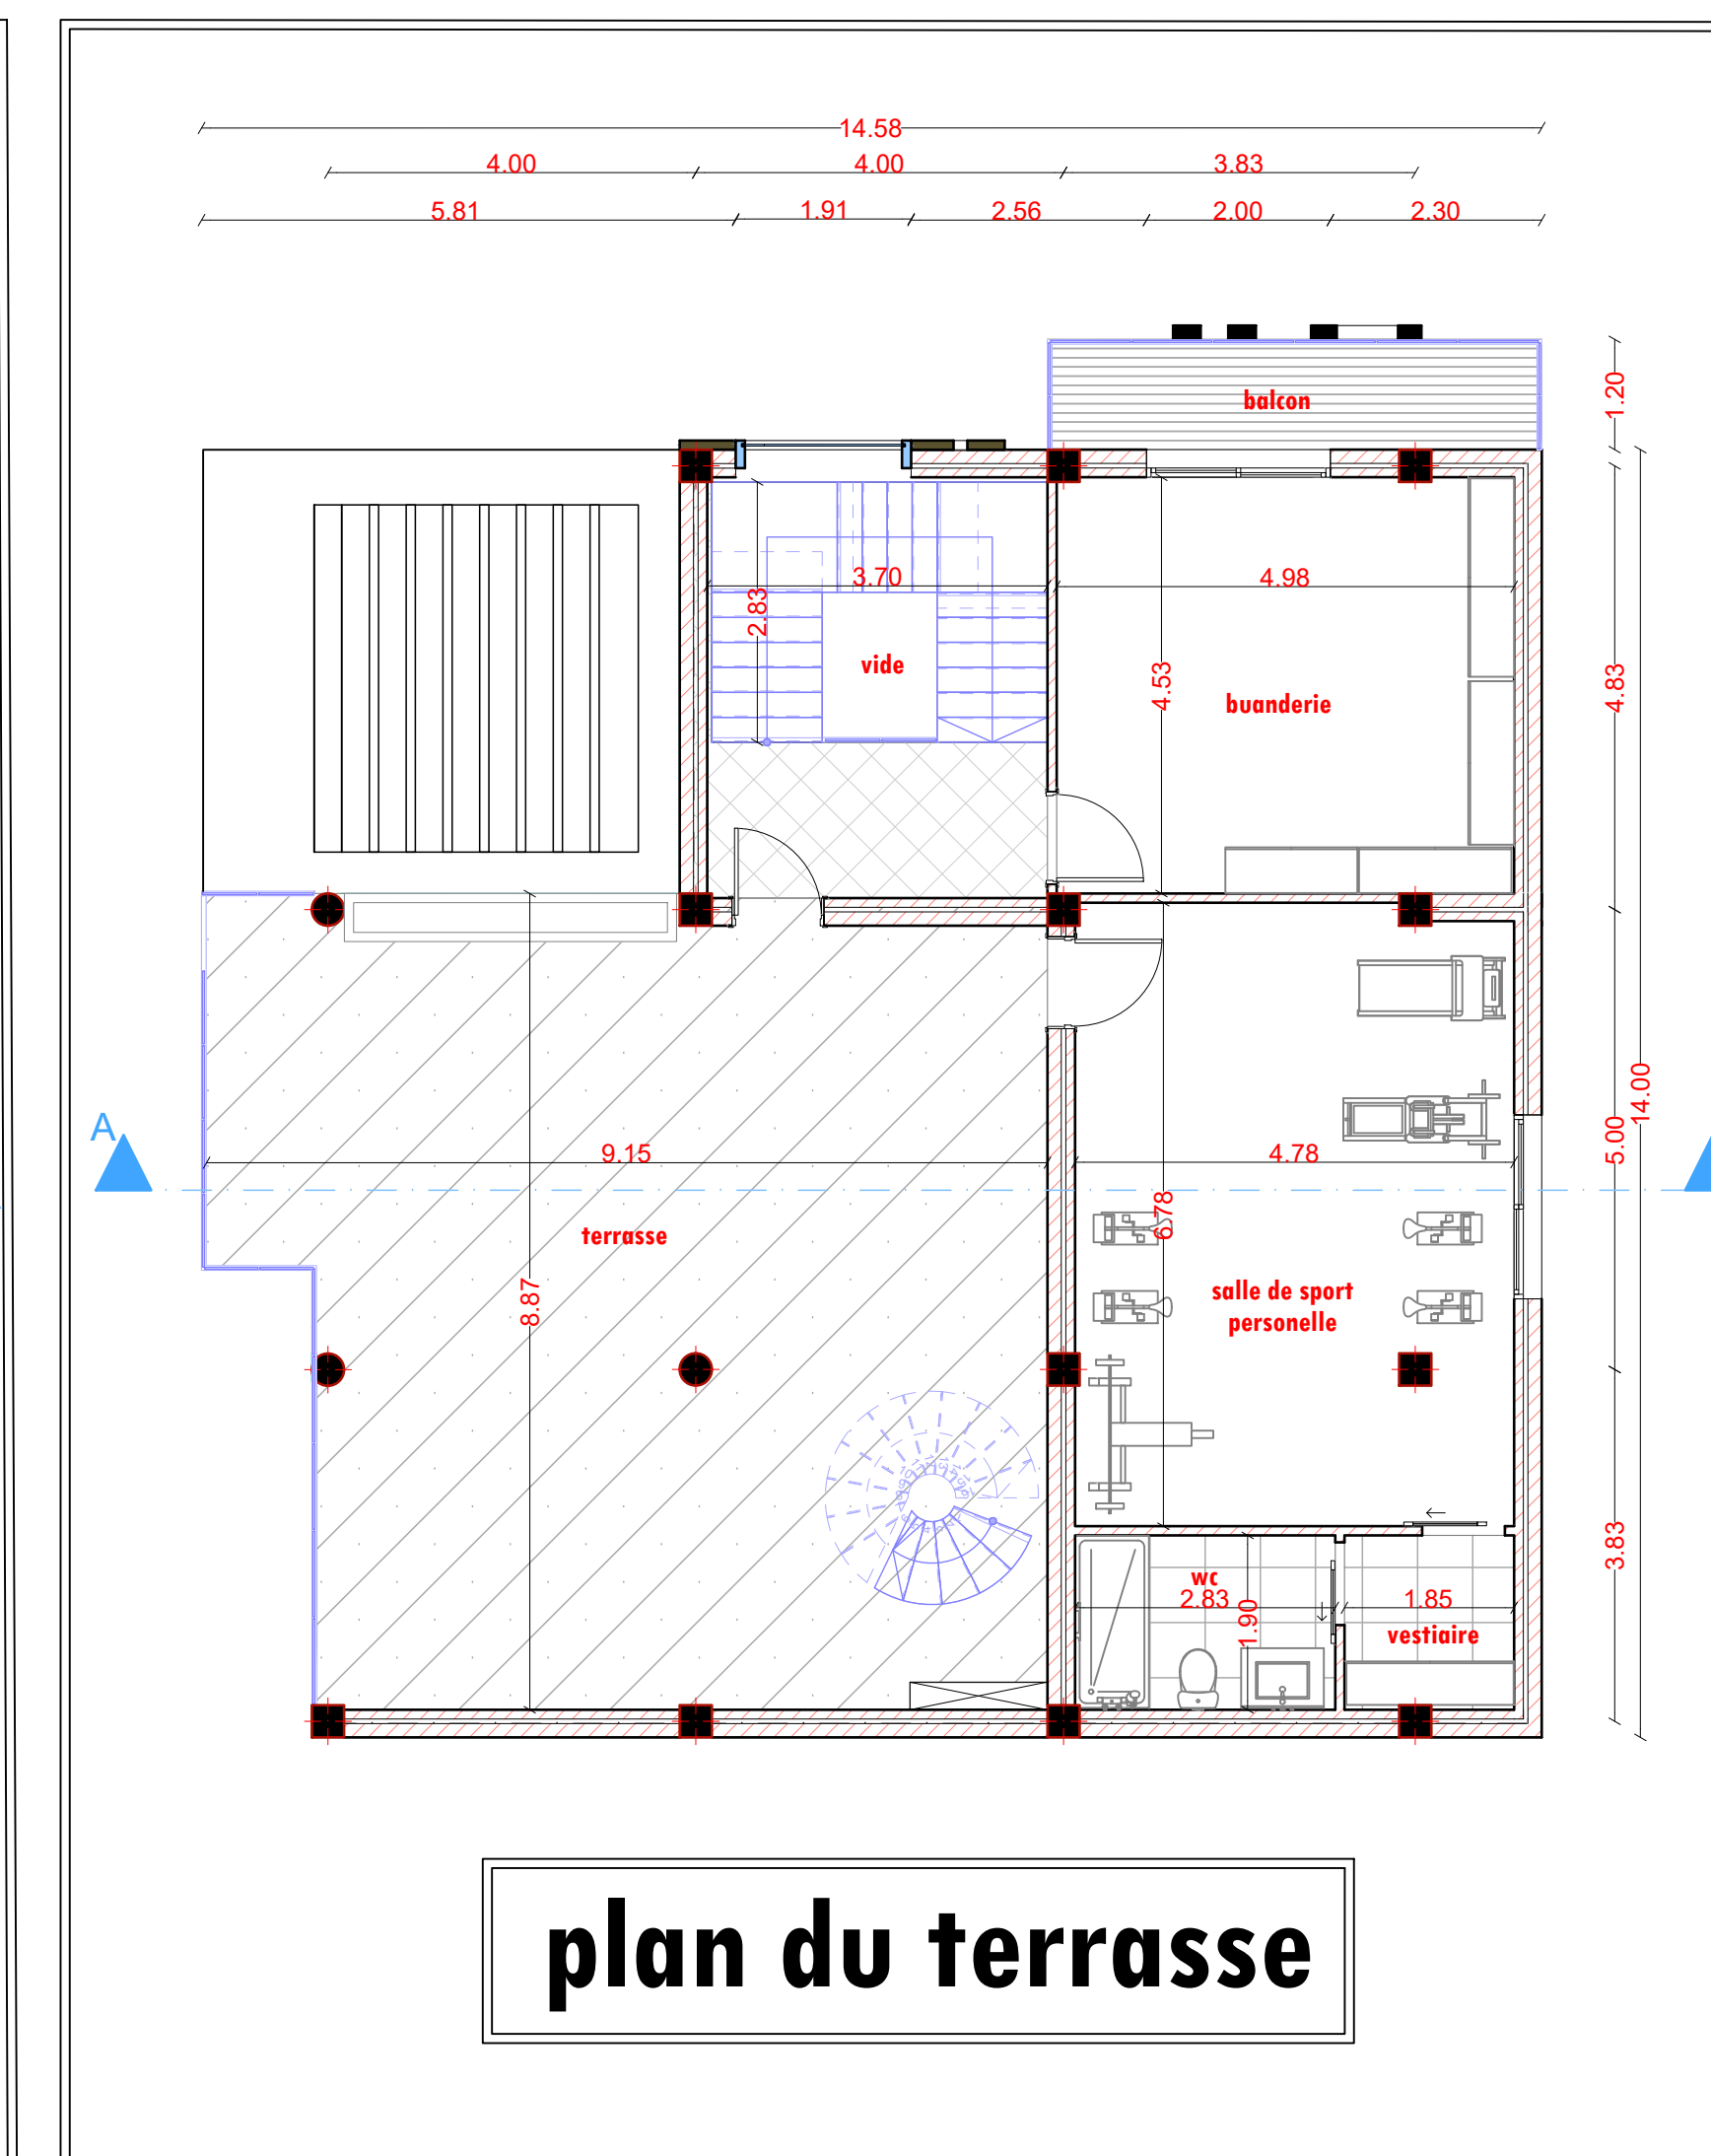 14.58
4.00 4.00 3.83
5.81 1.91 2.56 2.00 2.30
balcon
1.20
3.70
4.98
2.83
vide
4.53
buanderie
4.83
A
9.15
4.78
6.78
5.00
14.00
terrasse
8.87
salle de sport
personelle
3.83
wc
2.83
1.90
1.85
vestiaire
plan du terrasse